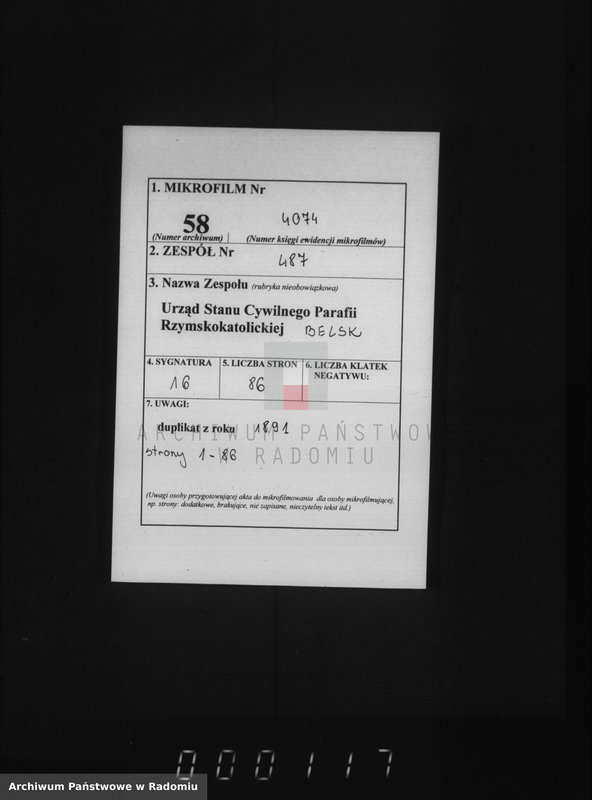 1. MIKROFILM Nr
58 4074
(Numer archiwum) (Numer księgi ewidencji mikrofilmów)
2. ZESPÓŁ Nr 487
3. Nazwa Zespołu (rubryka nieobowiązkowa)
Urząd Stanu Cywilnego Parafii
Rzymskokatolickiej BELSK
4. SYGNATURA 5. LICZBA STRON 6. LICZBA KLATEK
NEGATYWU:
16 86
7. UWAGI:
duplikat z roku 1891
ARCHIWUM PAŃSTWOW
W RADOMIU
strony 1-86
(Uwagi osoby przygotowującej akta do mikrofilmowania dla osoby mikrofilmującej,
np. strony: dodatkowe, brakujące, nie zapisane, nieczytelny tekst itd.)
000117
Archiwum Państwowe w Radomiu